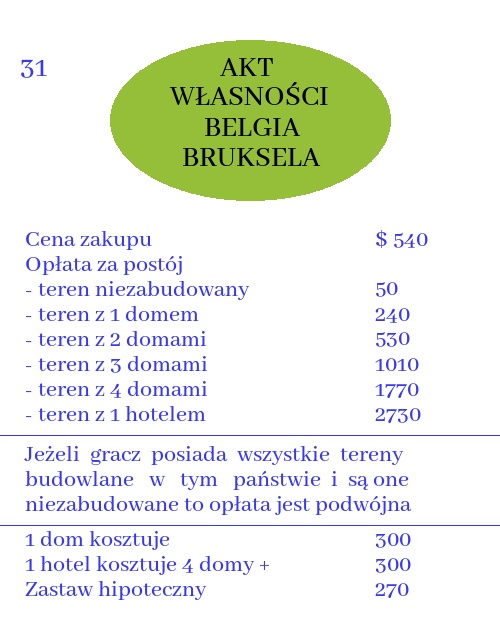 31
AKT
WŁASNOŚCI
BELGIA
BRUKSELA
Cena zakupu $ 540
Opłata za postój
- teren niezabudowany 50
- teren z 1 domem 240
- teren z 2 domami 530
- teren z 3 domami 1010
- teren z 4 domami 1770
- teren z 1 hotelem 2730
Jeżeli gracz posiada wszystkie tereny
budowlane w tym państwie i są one
niezabudowane to opłata jest podwójna
1 dom kosztuje 300
1 hotel kosztuje 4 domy + 300
Zastaw hipoteczny 270